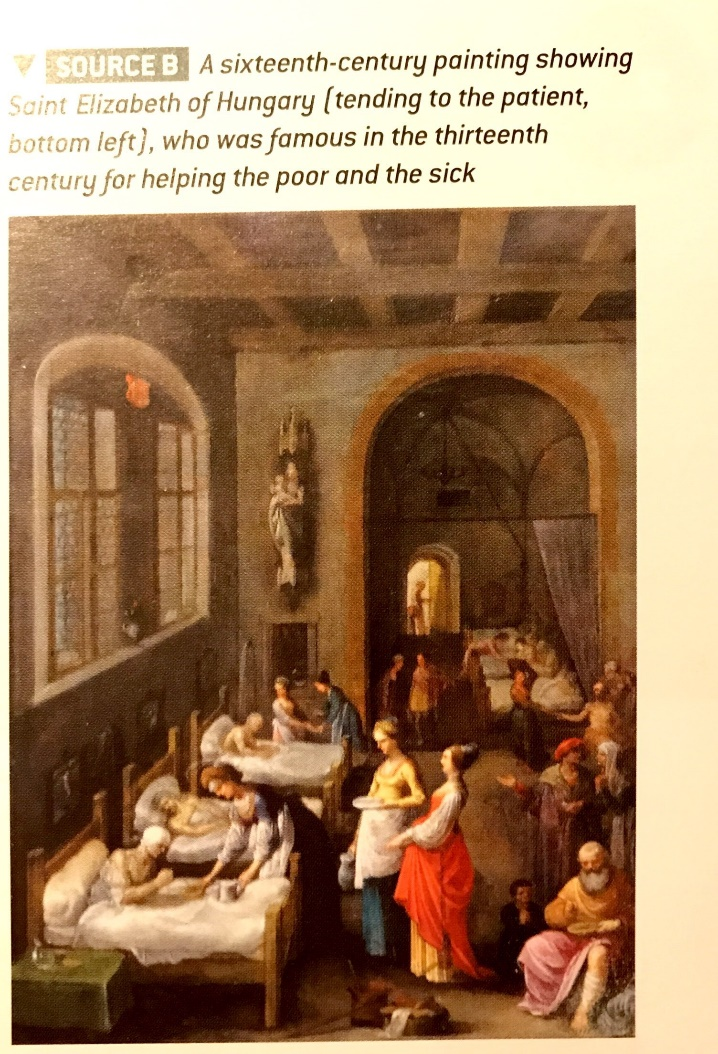 SOURCE B A sixteenth-century painting showing
Saint Elizabeth of Hungary (tending to the patient,
bottom left), who was famous in the thirteenth
century for helping the poor and the sick